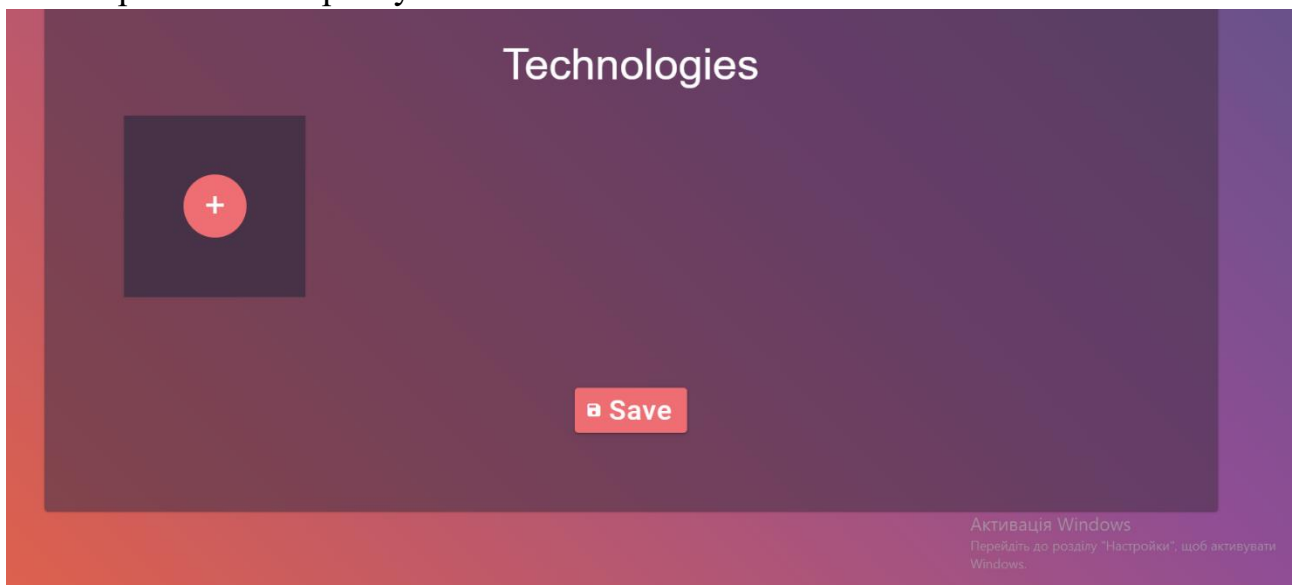 Technologies
+
Save
Активація Windows
Перейдіть до розділу "Настройки", щоб активувати
Windows.